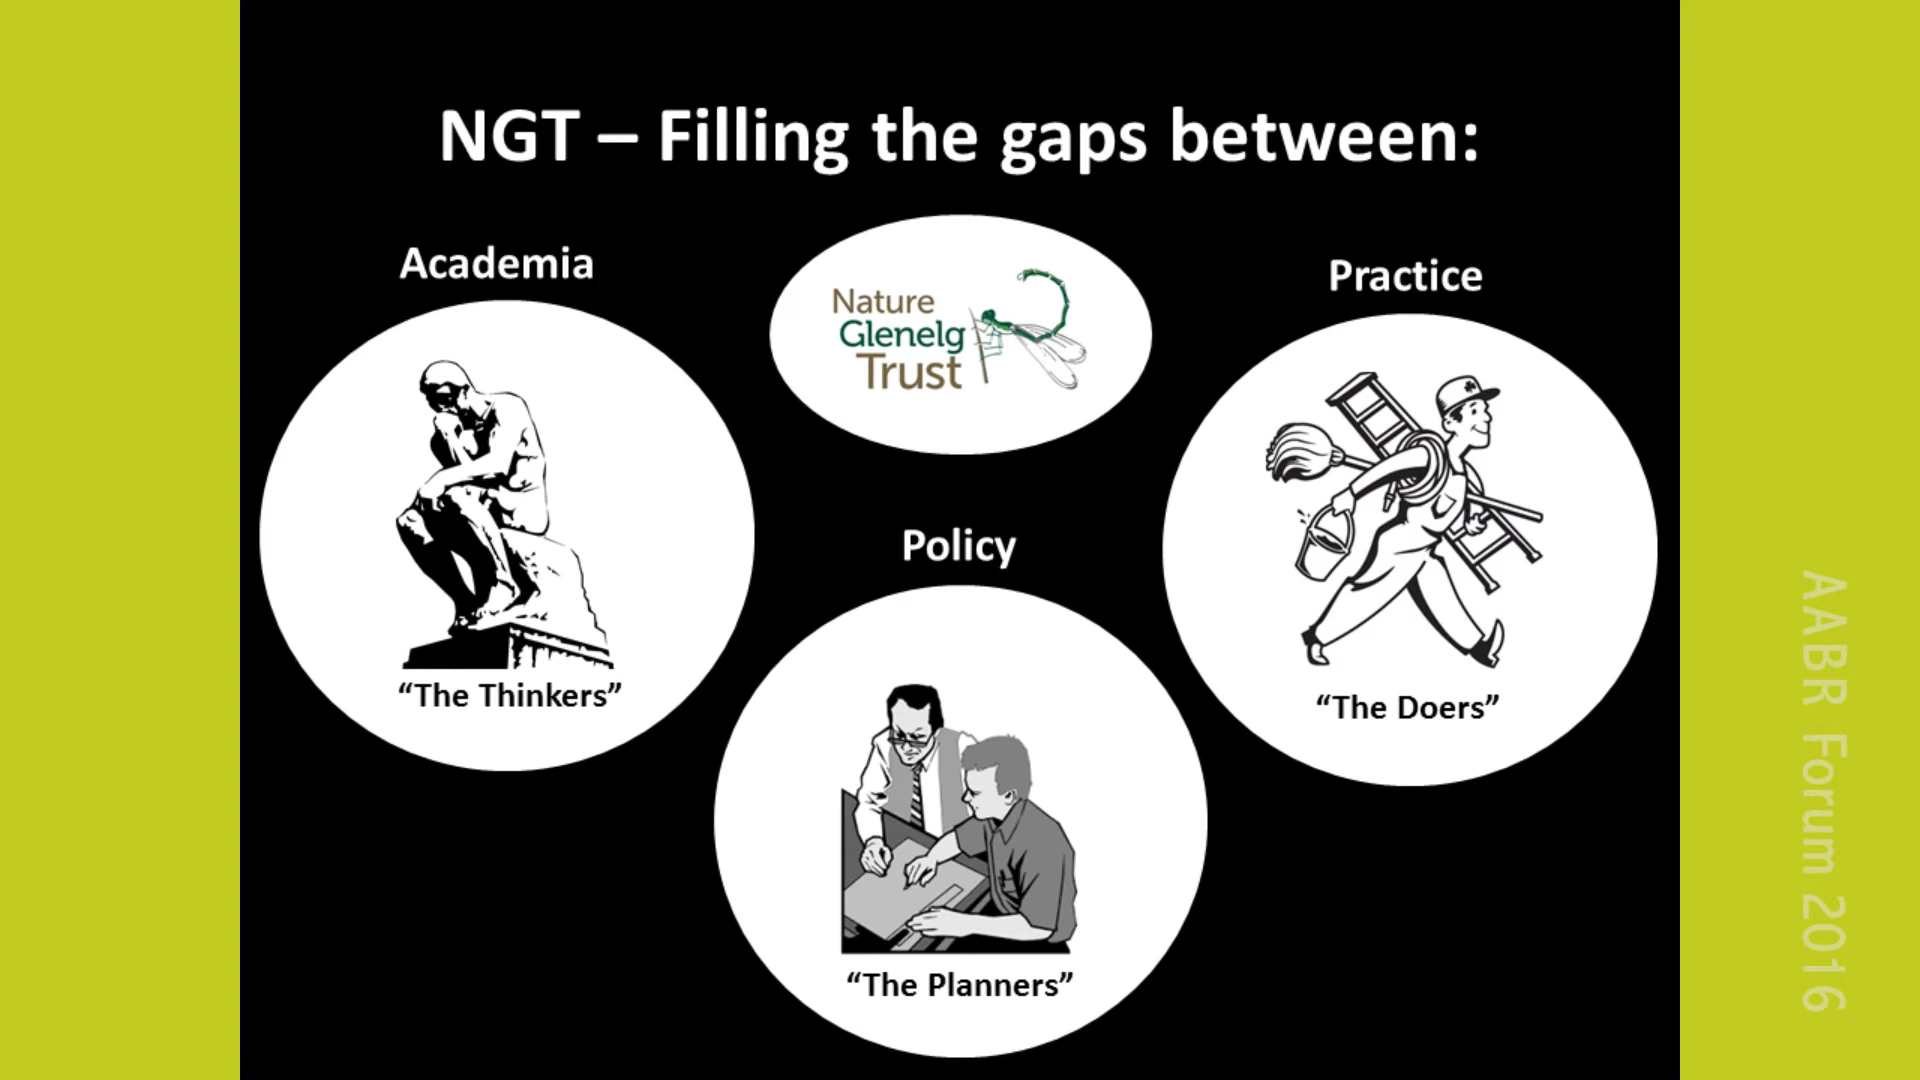 NGT – Filling the gaps between:
Academia
Nature
Glenelg
Trust
Practice
“The Thinkers”
Policy
“The Doers”
“The Planners”
AABR Forum 2016